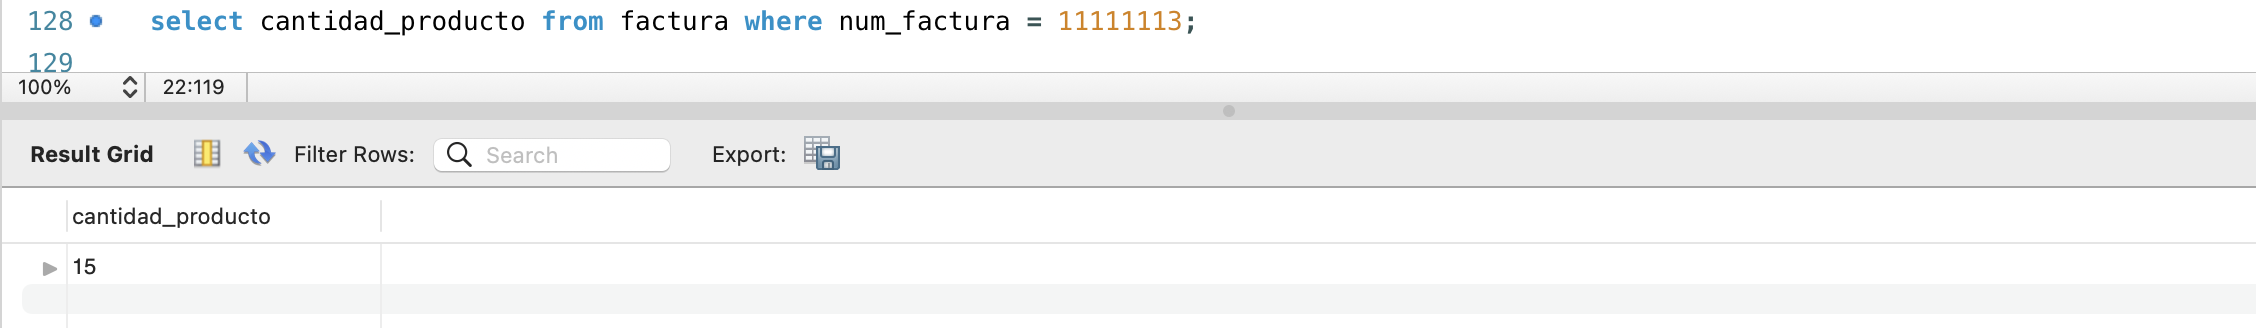 128 select cantidad_producto from factura where num_factura = 11111113;
129
100% 22:119
Result Grid Filter Rows: Search Export:
cantidad_producto
15